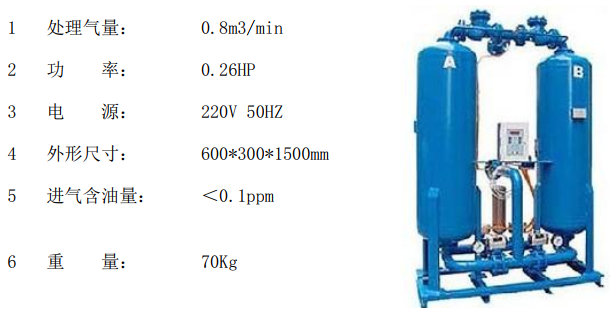 1 处理气量： 0.8m3/min
2 功 率： 0.26HP
3 电 源： 220V 50HZ
4 外形尺寸： 600*300*1500mm
5 进气含油量： ＜0.1ppm
6 重 量： 70Kg
A
B